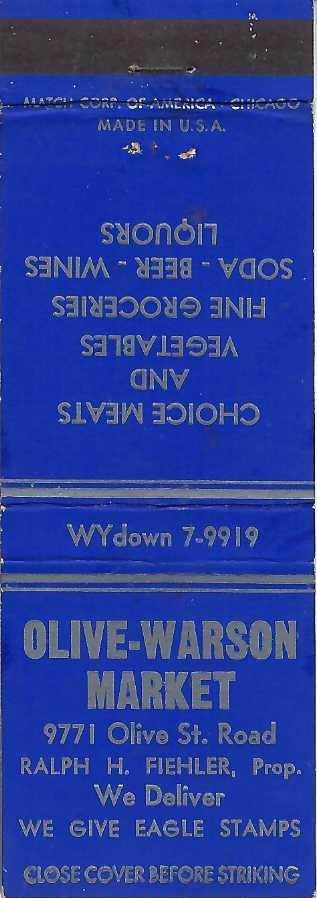 MATCH CORP. OF AMERICA - CHICAGO
MADE IN U.S.A.
CHOICE MEATS
AND
VEGETABLES
FINE GROCERIES
SODA - BEER - WINES
LIQUORS
WYdown 7-9919
OLIVE-WARSON
MARKET
9771 Olive St. Road
RALPH H. FIEHLER, Prop.
We Deliver
WE GIVE EAGLE STAMPS
CLOSE COVER BEFORE STRIKING